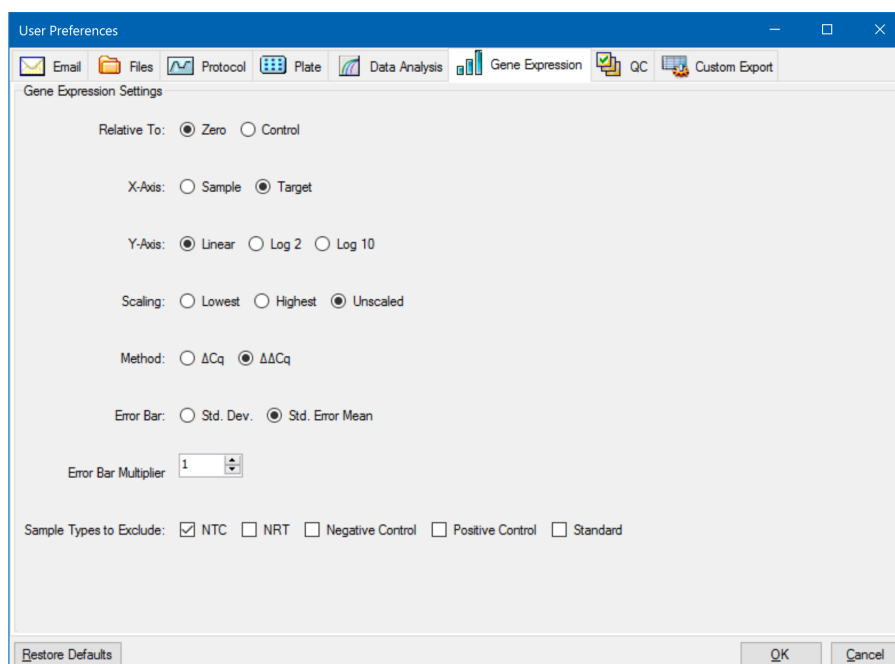 User Preferences
Email Files Protocol Plate Data Analysis Gene Expression QC Custom Export
Gene Expression Settings
Relative To: Zero Control
X-Axis: Sample Target
Y-Axis: Linear Log 2 Log 10
Scaling: Lowest Highest Unscaled
Method: ΔCq ΔΔCq
Error Bar: Std. Dev. Std. Error Mean
Error Bar Multiplier 1
Sample Types to Exclude: NTC NRT Negative Control Positive Control Standard
Restore Defaults OK Cancel